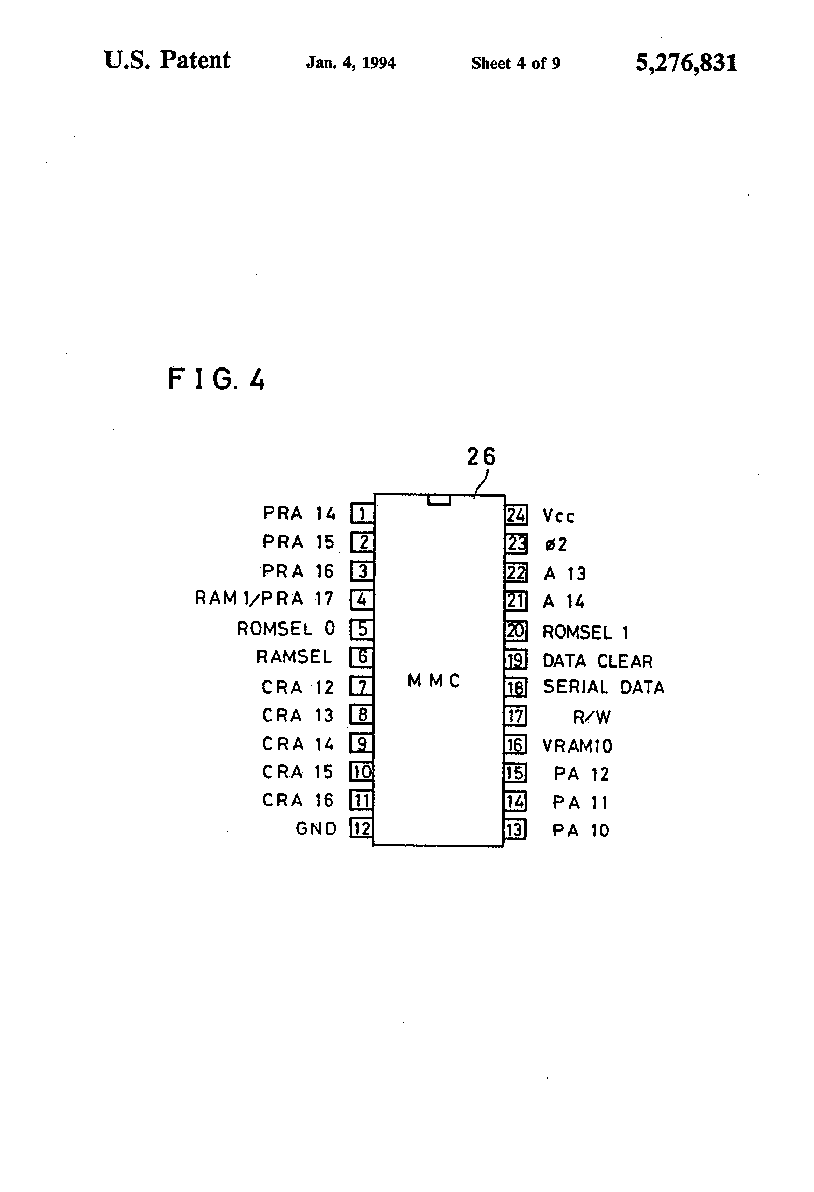 U.S. Patent Jan. 4, 1994 Sheet 4 of 9 5,276,831
FIG. 4
26
PRA 14 1 24 Vcc
PRA 15 2 23 ø2
PRA 16 3 22 A 13
RAM 1/PRA 17 4 21 A 14
ROMSEL 0 5 20 ROMSEL 1
RAMSEL 6 19 DATA CLEAR
CRA 12 7 MMC 18 SERIAL DATA
CRA 13 8 17 R/W
CRA 14 9 16 VRAM10
CRA 15 10 15 PA 12
CRA 16 11 14 PA 11
GND 12 13 PA 10